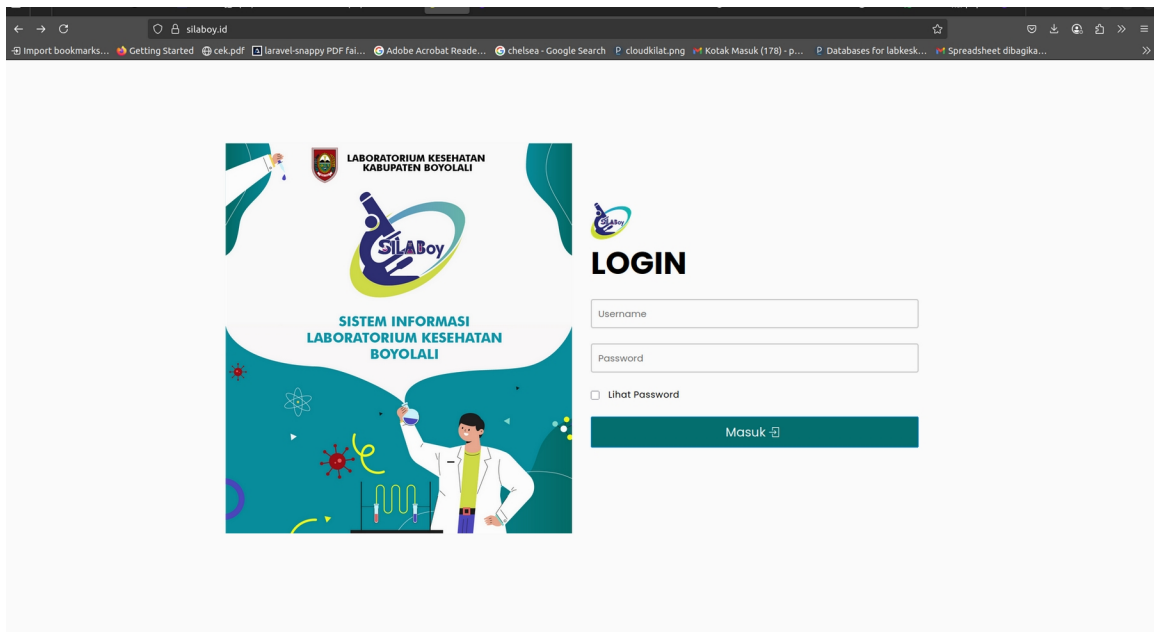 silaboy.id
Import bookmarks... Getting Started cek.pdf laravel-snappy PDF fai... Adobe Acrobat Reade... chelsea - Google Search cloudkilat.png Kotak Masuk (178) - p... Databases for labkesk... Spreadsheet dibagika...
LABORATORIUM KESEHATAN
KABUPATEN BOYOLALI
SILABoy
SISTEM INFORMASI
LABORATORIUM KESEHATAN
BOYOLALI
SILABoy
LOGIN
Username
Password
Lihat Password
Masuk